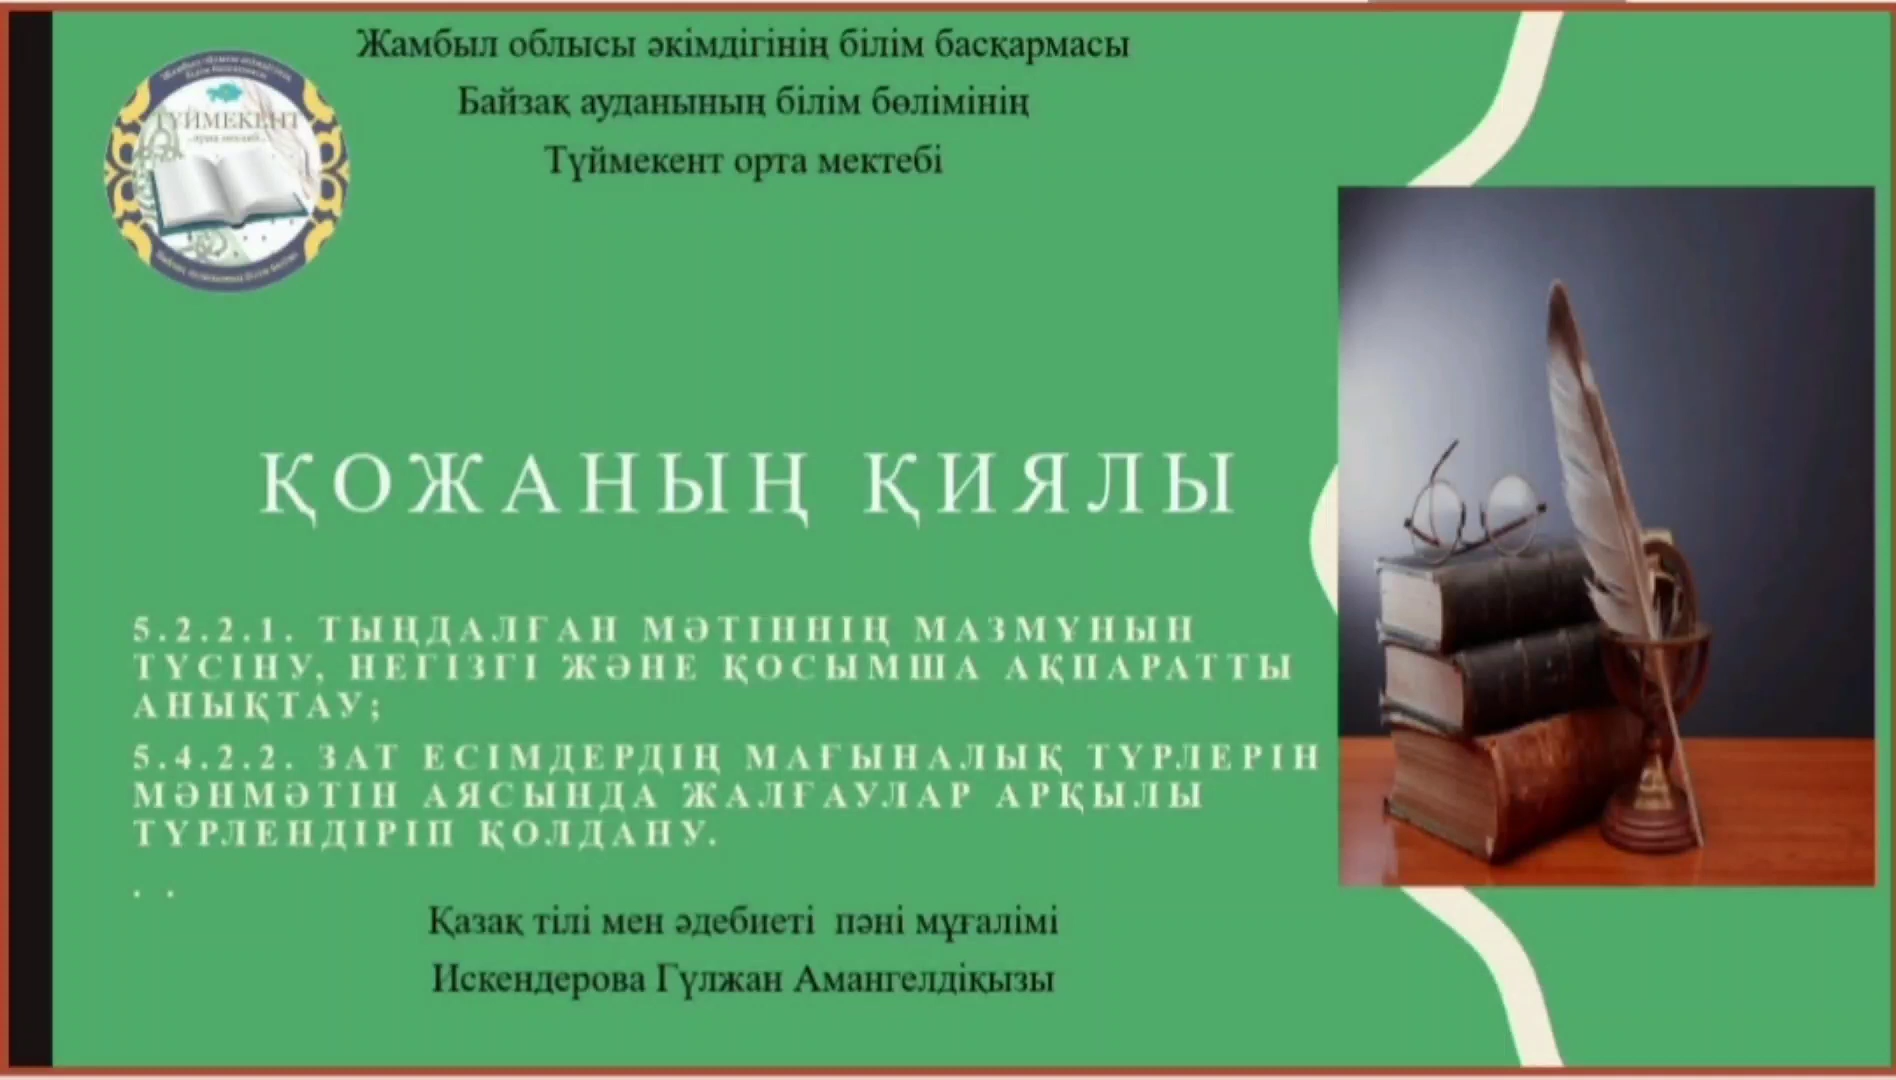 Жамбыл облысы әкімдігінің білім басқармасы
Байзақ ауданының білім бөлімінің
Түймекент орта мектебі
ТҮЙМЕКЕНТ
орта мектебі
ҚОЖАНЫҢ ҚИЯЛЫ
5.2.2.1. ТЫҢДАЛҒАН МӘТІННІҢ МАЗМҰНЫН
ТҮСІНУ, НЕГІЗГІ ЖӘНЕ ҚОСЫМША АҚПАРАТТЫ
АНЫҚТАУ;
5.4.2.2. ЗАТ ЕСІМДЕРДІҢ МАҒЫНАЛЫҚ ТҮРЛЕРІН
МӘНМӘТІН АЯСЫНДА ЖАЛҒАУЛАР АРҚЫЛЫ
ТҮРЛЕНДІРІП ҚОЛДАНУ.
. .
Қазақ тілі мен әдебиеті пәні мұғалімі
Искендерова Гүлжан Амангелдіқызы